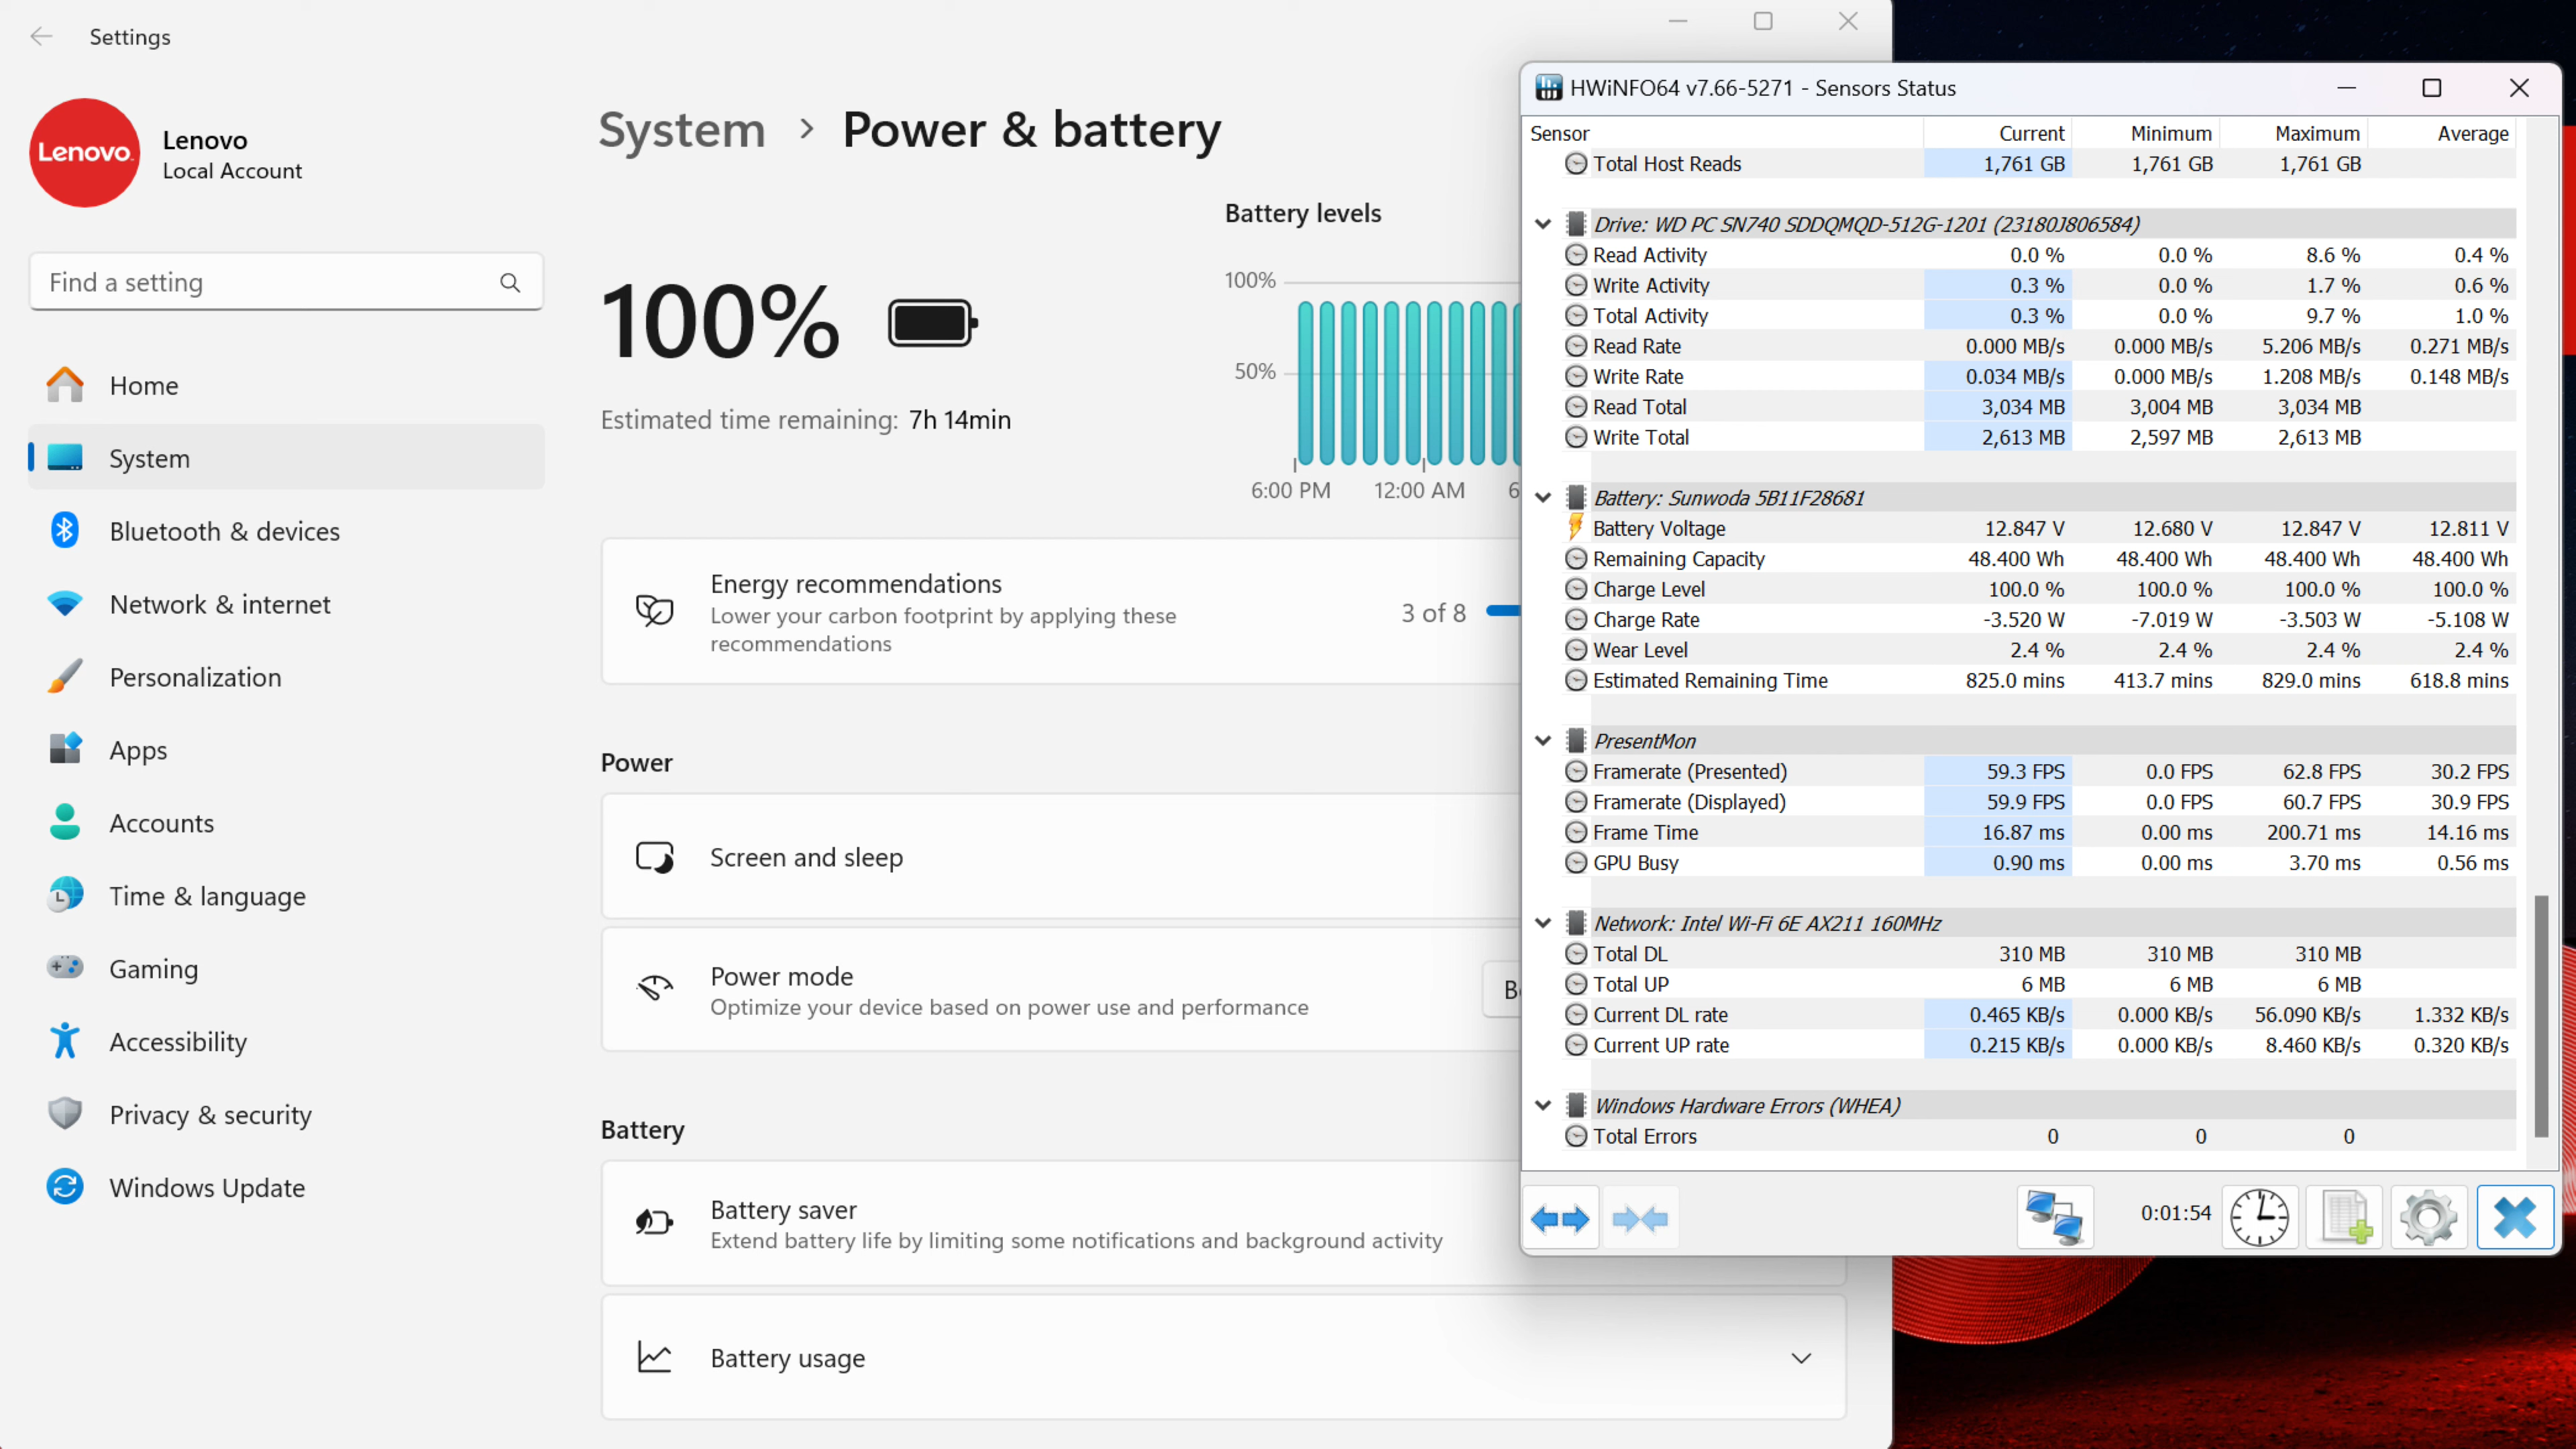 Settings
Lenovo
Lenovo
Local Account
Find a setting
Home
System
Bluetooth & devices
Network & internet
Personalization
Apps
Accounts
Time & language
Gaming
Accessibility
Privacy & security
Windows Update
System > Power & battery
100%
Estimated time remaining: 7h 14min
Battery levels
100%
50%
6:00 PM 12:00 AM 6
Energy recommendations
Lower your carbon footprint by applying these
recommendations
3 of 8
Power
Screen and sleep
Power mode
Optimize your device based on power use and performance
Battery
Battery saver
Extend battery life by limiting some notifications and background activity
Battery usage
HWiNFO64 v7.66-5271 - Sensors Status
Sensor Current Minimum Maximum Average
Total Host Reads 1,761 GB 1,761 GB 1,761 GB
Drive: WD PC SN740 SDDQMQD-512G-1201 (23180J806584)
Read Activity 0.0 % 0.0 % 8.6 % 0.4 %
Write Activity 0.3 % 0.0 % 1.7 % 0.6 %
Total Activity 0.3 % 0.0 % 9.7 % 1.0 %
Read Rate 0.000 MB/s 0.000 MB/s 5.206 MB/s 0.271 MB/s
Write Rate 0.034 MB/s 0.000 MB/s 1.208 MB/s 0.148 MB/s
Read Total 3,034 MB 3,004 MB 3,034 MB
Write Total 2,613 MB 2,597 MB 2,613 MB
Battery: Sunwoda 5B11F28681
Battery Voltage 12.847 V 12.680 V 12.847 V 12.811 V
Remaining Capacity 48.400 Wh 48.400 Wh 48.400 Wh 48.400 Wh
Charge Level 100.0 % 100.0 % 100.0 % 100.0 %
Charge Rate -3.520 W -7.019 W -3.503 W -5.108 W
Wear Level 2.4 % 2.4 % 2.4 % 2.4 %
Estimated Remaining Time 825.0 mins 413.7 mins 829.0 mins 618.8 mins
PresentMon
Framerate (Presented) 59.3 FPS 0.0 FPS 62.8 FPS 30.2 FPS
Framerate (Displayed) 59.9 FPS 0.0 FPS 60.7 FPS 30.9 FPS
Frame Time 16.87 ms 0.00 ms 200.71 ms 14.16 ms
GPU Busy 0.90 ms 0.00 ms 3.70 ms 0.56 ms
Network: Intel Wi-Fi 6E AX211 160MHz
Total DL 310 MB 310 MB 310 MB
Total UP 6 MB 6 MB 6 MB
Current DL rate 0.465 KB/s 0.000 KB/s 56.090 KB/s 1.332 KB/s
Current UP rate 0.215 KB/s 0.000 KB/s 8.460 KB/s 0.320 KB/s
Windows Hardware Errors (WHEA)
Total Errors 0 0 0
0:01:54